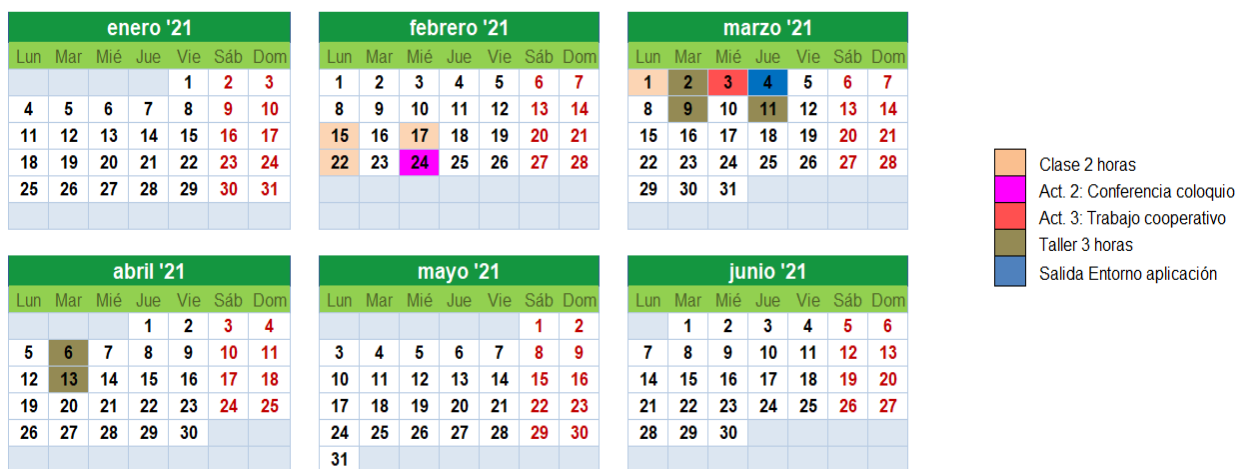 enero '21
Lun Mar Mié Jue Vie Sáb Dom
1 2 3
4 5 6 7 8 9 10
11 12 13 14 15 16 17
18 19 20 21 22 23 24
25 26 27 28 29 30 31
febrero '21
Lun Mar Mié Jue Vie Sáb Dom
1 2 3 4 5 6 7
8 9 10 11 12 13 14
15 16 17 18 19 20 21
22 23 24 25 26 27 28
marzo '21
Lun Mar Mié Jue Vie Sáb Dom
1 2 3 4 5 6 7
8 9 10 11 12 13 14
15 16 17 18 19 20 21
22 23 24 25 26 27 28
29 30 31
Clase 2 horas
Act. 2: Conferencia coloquio
Act. 3: Trabajo cooperativo
Taller 3 horas
Salida Entorno aplicación
abril '21
Lun Mar Mié Jue Vie Sáb Dom
1 2 3 4
5 6 7 8 9 10 11
12 13 14 15 16 17 18
19 20 21 22 23 24 25
26 27 28 29 30
mayo '21
Lun Mar Mié Jue Vie Sáb Dom
1 2
3 4 5 6 7 8 9
10 11 12 13 14 15 16
17 18 19 20 21 22 23
24 25 26 27 28 29 30
31
junio '21
Lun Mar Mié Jue Vie Sáb Dom
1 2 3 4 5 6
7 8 9 10 11 12 13
14 15 16 17 18 19 20
21 22 23 24 25 26 27
28 29 30